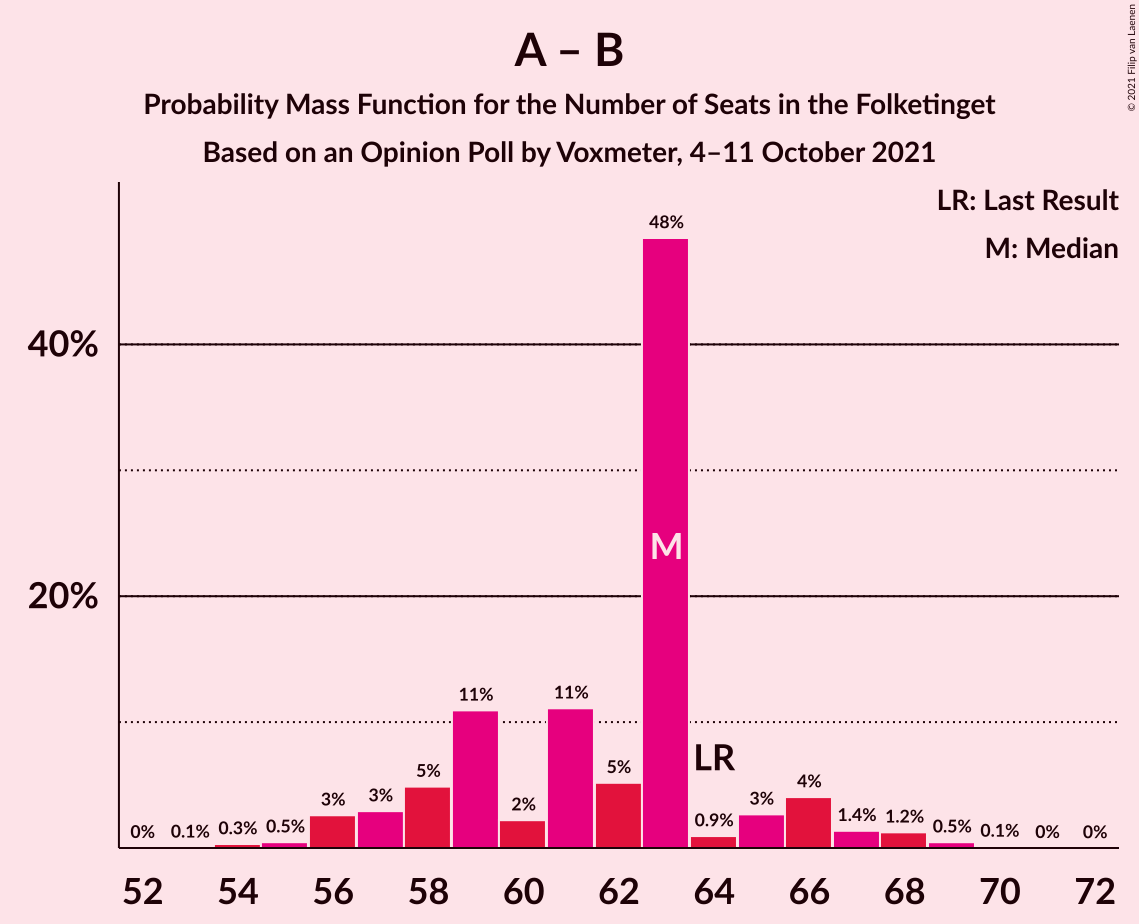 A – B
Probability Mass Function for the Number of Seats in the Folketinget
Based on an Opinion Poll by Voxmeter, 4–11 October 2021
© 2021 Filip van Laenen
LR: Last Result
M: Median
40%
20%
0%
0.1%
0.3%
0.5%
3%
3%
5%
11%
2%
11%
5%
48%
M
LR
0.9%
3%
4%
1.4%
1.2%
0.5%
0.1%
0%
0%
52 54 56 58 60 62 64 66 68 70 72